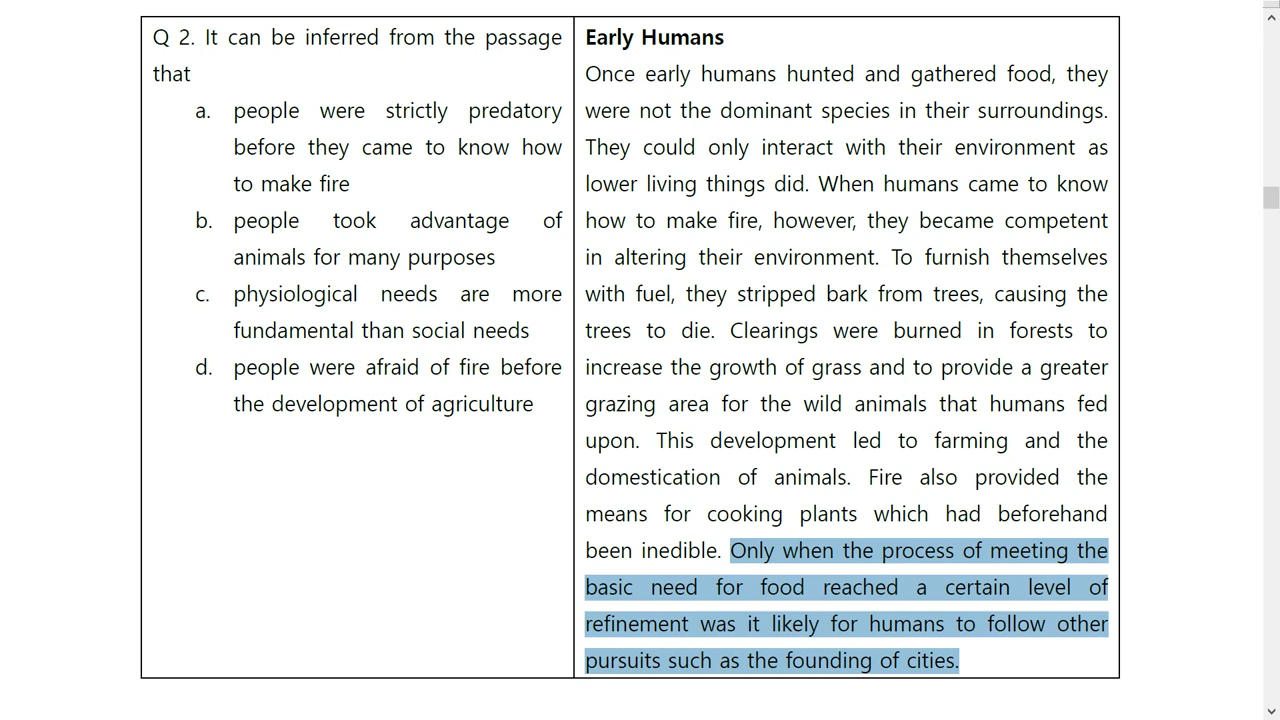 Q 2. It can be inferred from the passage
that
a. people were strictly predatory
before they came to know how
to make fire
b. people took advantage of
animals for many purposes
c. physiological needs are more
fundamental than social needs
d. people were afraid of fire before
the development of agriculture
Early Humans
Once early humans hunted and gathered food, they
were not the dominant species in their surroundings.
They could only interact with their environment as
lower living things did. When humans came to know
how to make fire, however, they became competent
in altering their environment. To furnish themselves
with fuel, they stripped bark from trees, causing the
trees to die. Clearings were burned in forests to
increase the growth of grass and to provide a greater
grazing area for the wild animals that humans fed
upon. This development led to farming and the
domestication of animals. Fire also provided the
means for cooking plants which had beforehand
been inedible. Only when the process of meeting the
basic need for food reached a certain level of
refinement was it likely for humans to follow other
pursuits such as the founding of cities.